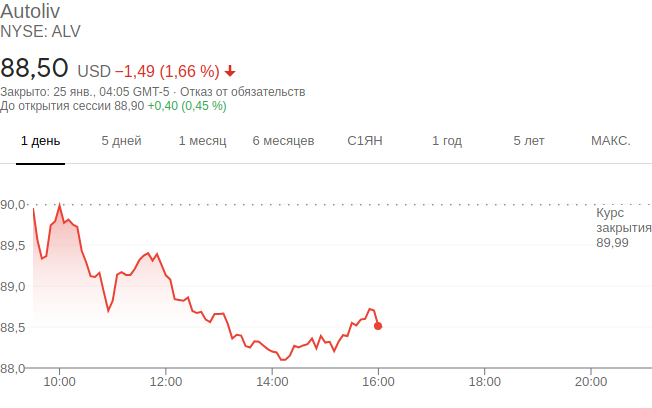 Autoliv
NYSE: ALV
88,50 USD −1,49 (1,66 %)
Закрыто: 25 янв., 04:05 GMT-5 · Отказ от обязательств
До открытия сессии 88,90 +0,40 (0,45 %)
1 день 5 дней 1 месяц 6 месяцев С1ЯН 1 год 5 лет МАКС.
90,0
Курс
закрытия
89,99
89,5
89,0
88,5
88,0
10:00 12:00 14:00 16:00 18:00 20:00